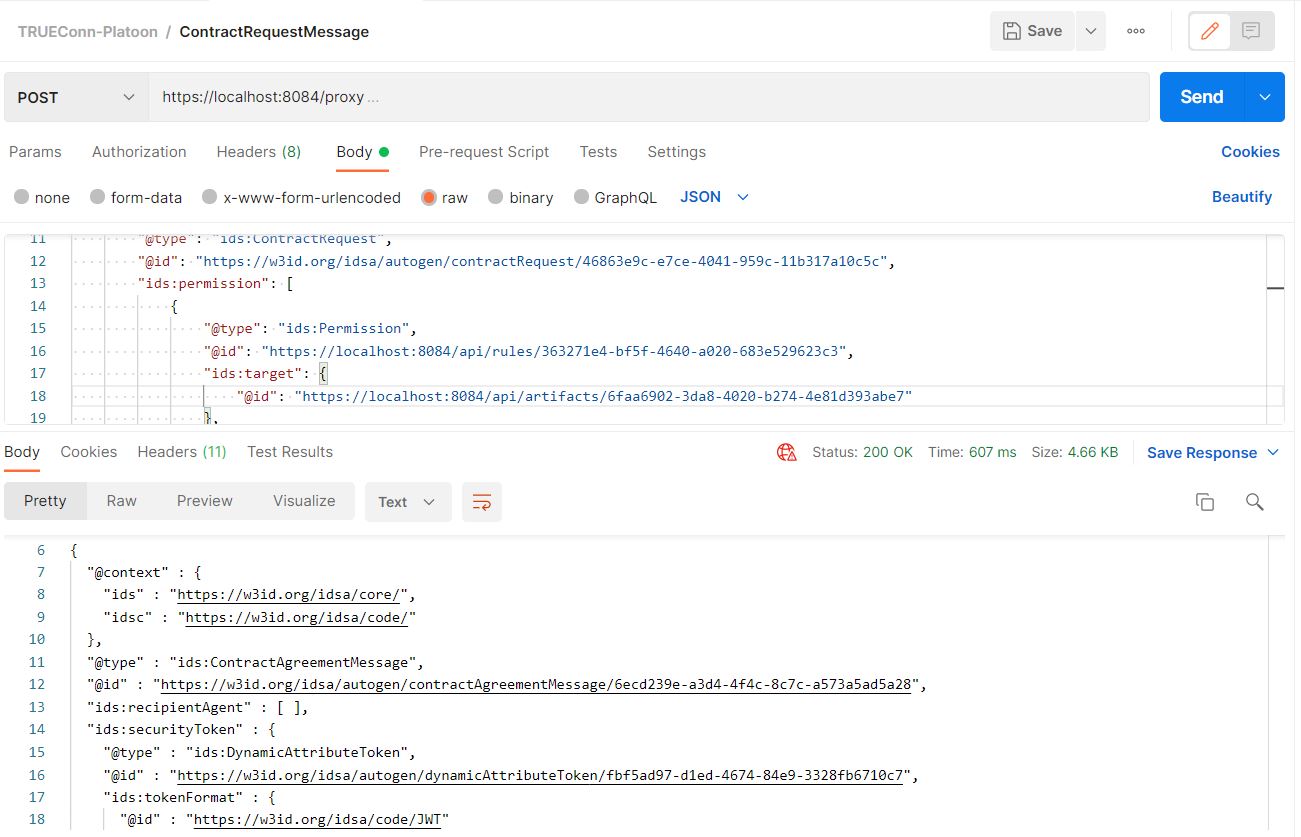 TRUEConn-Platoon / ContractRequestMessage
Save
POST https://localhost:8084/proxy ...
Send
Params Authorization Headers (8) Body Pre-request Script Tests Settings Cookies
none form-data x-www-form-urlencoded raw binary GraphQL JSON Beautify
11 "@type": "ids:ContractRequest",
12 "@id": "https://w3id.org/idsa/autogen/contractRequest/46863e9c-e7ce-4041-959c-11b317a10c5c",
13 "ids:permission": [
14 {
15 "@type": "ids:Permission",
16 "@id": "https://localhost:8084/api/rules/363271e4-bf5f-4640-a020-683e529623c3",
17 "ids:target": {
18 "@id": "https://localhost:8084/api/artifacts/6faa6902-3da8-4020-b274-4e81d393abe7"
19 },
Body Cookies Headers (11) Test Results Status: 200 OK Time: 607 ms Size: 4.66 KB Save Response
Pretty Raw Preview Visualize Text
6 {
7 "@context" : {
8 "ids" : "https://w3id.org/idsa/core/",
9 "idsc" : "https://w3id.org/idsa/code/"
10 },
11 "@type" : "ids:ContractAgreementMessage",
12 "@id" : "https://w3id.org/idsa/autogen/contractAgreementMessage/6ecd239e-a3d4-4f4c-8c7c-a573a5ad5a28",
13 "ids:recipientAgent" : [ ],
14 "ids:securityToken" : {
15 "@type" : "ids:DynamicAttributeToken",
16 "@id" : "https://w3id.org/idsa/autogen/dynamicAttributeToken/fbf5ad97-d1ed-4674-84e9-3328fb6710c7",
17 "ids:tokenFormat" : {
18 "@id" : "https://w3id.org/idsa/code/JWT"